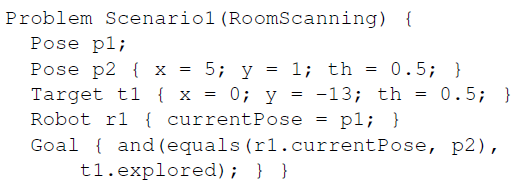 Problem Scenario1(RoomScanning) {
Pose p1;
Pose p2 { x = 5; y = 1; th = 0.5; }
Target t1 { x = 0; y = -13; th = 0.5; }
Robot r1 { currentPose = p1; }
Goal { and(equals(r1.currentPose, p2),
t1.explored); } }